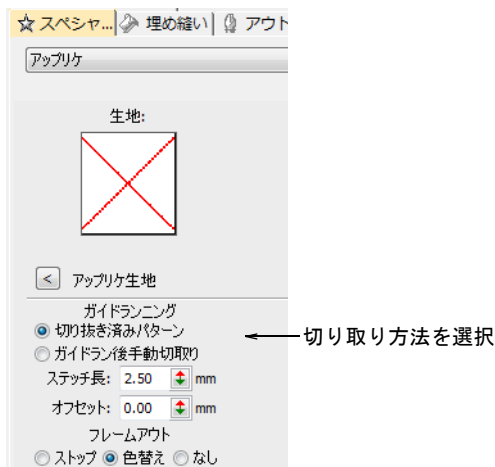 スペシャ... 埋め縫い アウト
アップリケ
生地:
< アップリケ生地
ガイドランニング
切り抜き済みパターン
切り取り方法を選択
ガイドラン後手動切取り
ステッチ長: 2.50 mm
オフセット: 0.00 mm
フレームアウト
ストップ 色替え なし